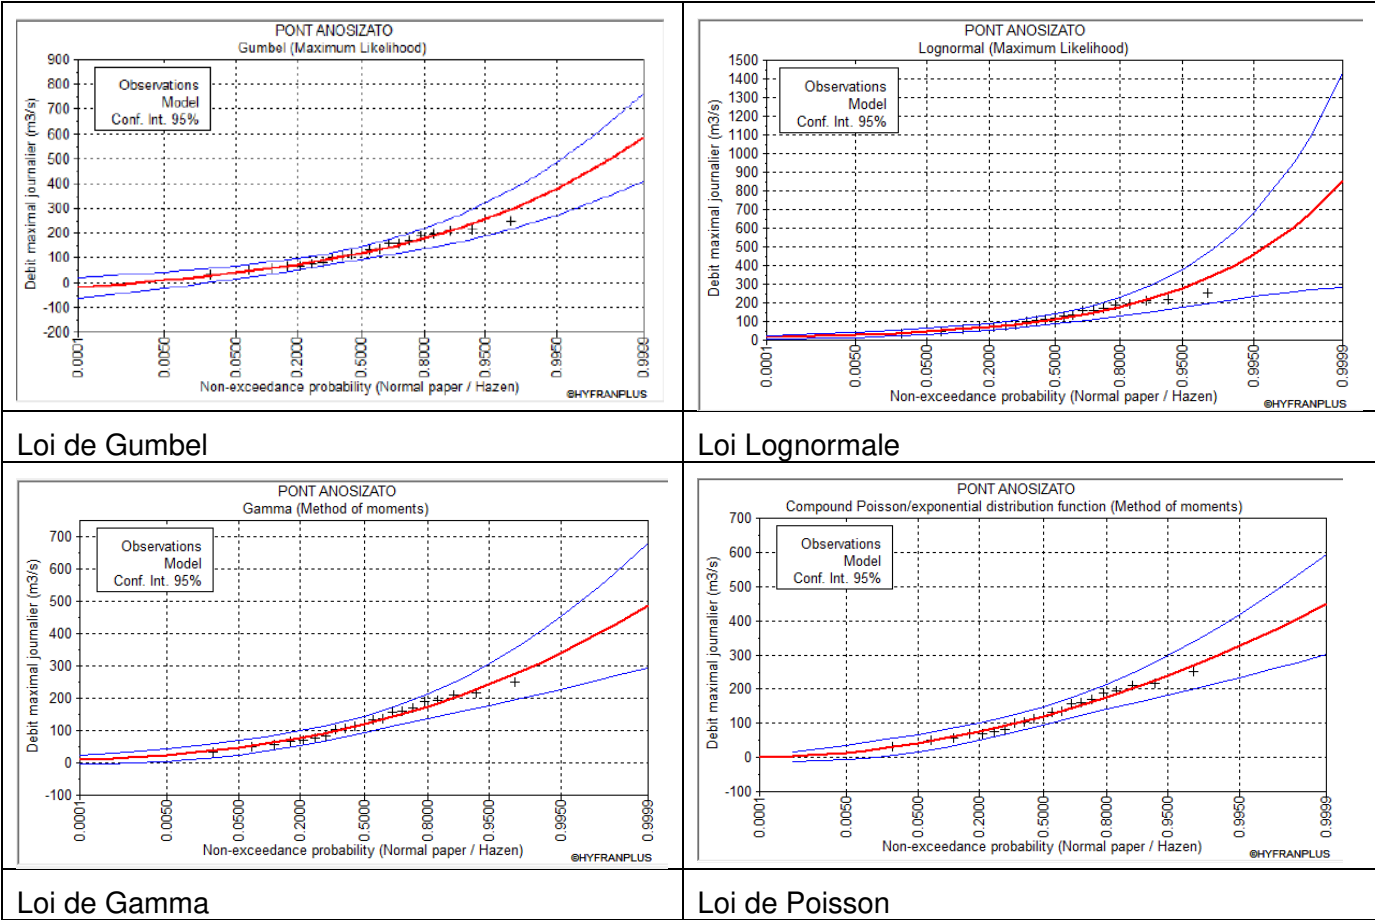 PONT ANOSIZATO
Gumbel (Maximum Likelihood)
900
800
700
600
500
400
300
200
100
0
-100
-200
Debit maximal journalier (m3/s)
Observations
Model
Conf. Int. 95%
0.0001
0.0050
0.0500
0.2000
0.5000
0.8000
0.9500
0.9950
0.9999
Non-exceedance probability (Normal paper / Hazen)
©HYFRANPLUS
Loi de Gumbel
PONT ANOSIZATO
Lognormal (Maximum Likelihood)
1500
1400
1300
1200
1100
1000
900
800
700
600
500
400
300
200
100
0
Debit maximal journalier (m3/s)
Observations
Model
Conf. Int. 95%
0.0001
0.0050
0.0500
0.2000
0.5000
0.8000
0.9500
0.9950
0.9999
Non-exceedance probability (Normal paper / Hazen)
©HYFRANPLUS
Loi Lognormale
PONT ANOSIZATO
Gamma (Method of moments)
700
600
500
400
300
200
100
0
-100
Debit maximal journalier (m3/s)
Observations
Model
Conf. Int. 95%
0.0001
0.0050
0.0500
0.2000
0.5000
0.8000
0.9500
0.9950
0.9999
Non-exceedance probability (Normal paper / Hazen)
©HYFRANPLUS
Loi de Gamma
PONT ANOSIZATO
Compound Poisson/exponential distribution function (Method of moments)
700
600
500
400
300
200
100
0
-100
Debit maximal journalier (m3/s)
Observations
Model
Conf. Int. 95%
0.0001
0.0050
0.0500
0.2000
0.5000
0.8000
0.9500
0.9950
0.9999
Non-exceedance probability (Normal paper / Hazen)
©HYFRANPLUS
Loi de Poisson